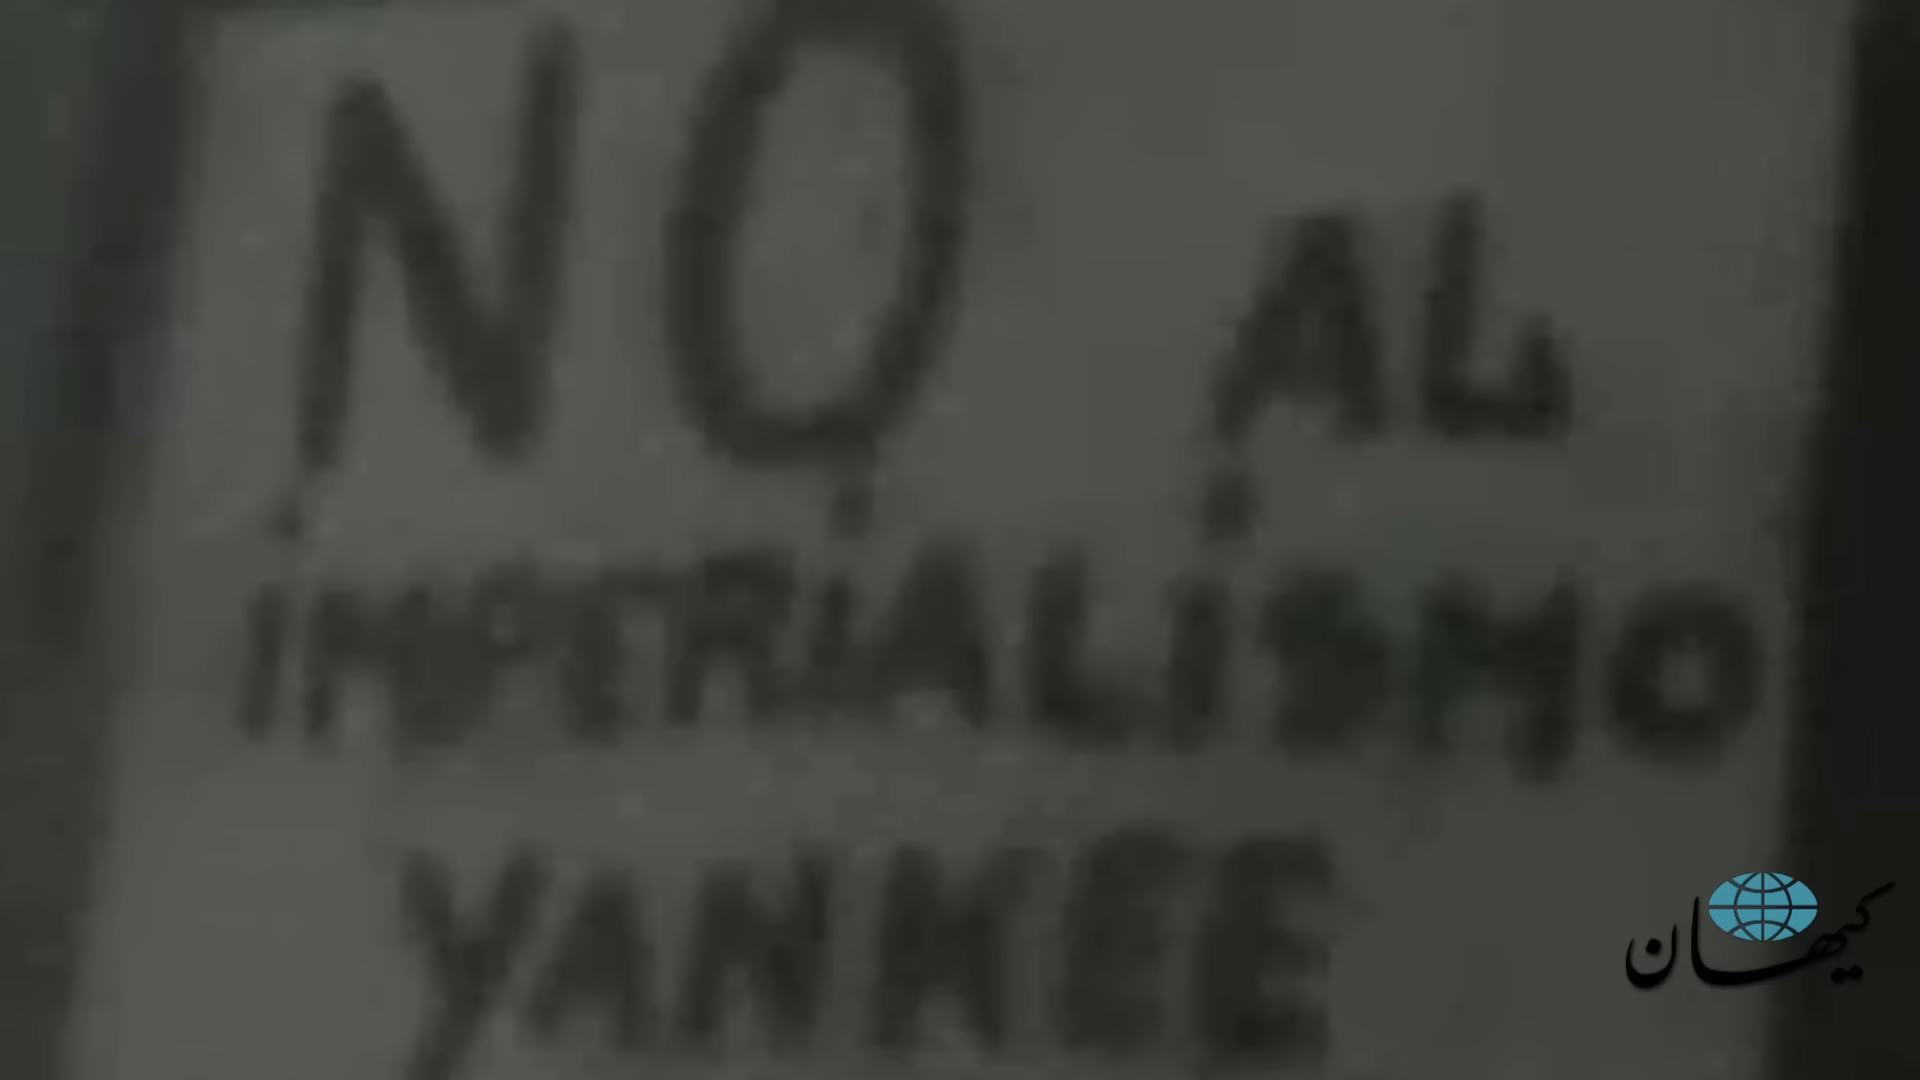 NO AL
IMPERIALISMO
YANKEE
کیهان